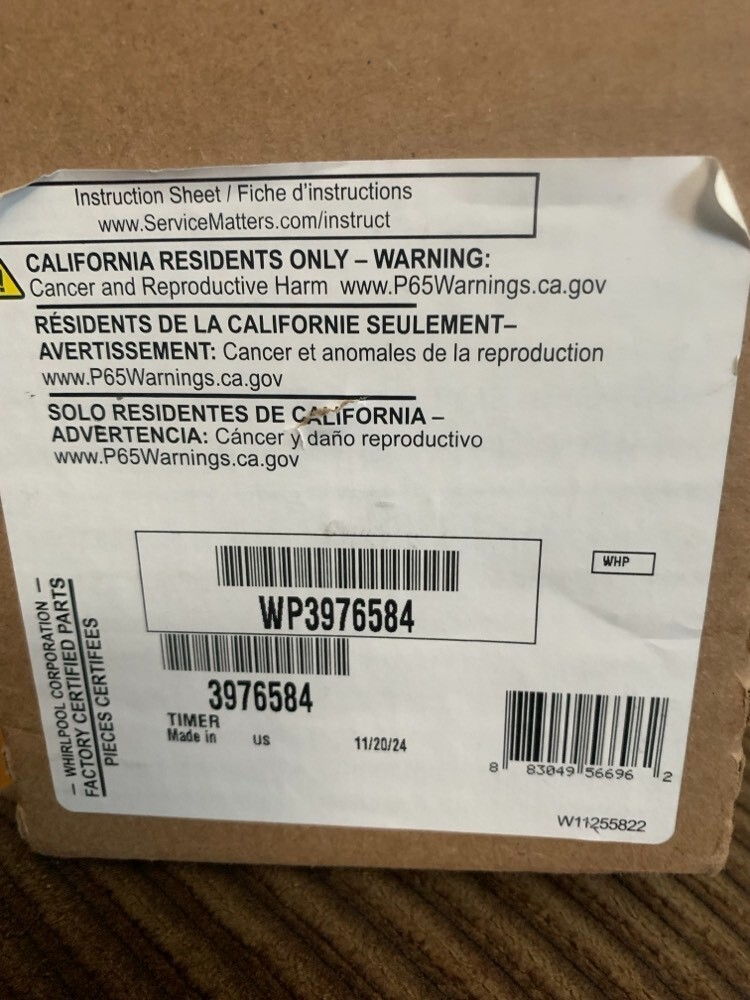 Instruction Sheet / Fiche d'instructions
www.ServiceMatters.com/instruct
CALIFORNIA RESIDENTS ONLY – WARNING:
Cancer and Reproductive Harm www.P65Warnings.ca.gov
RÉSIDENTS DE LA CALIFORNIE SEULEMENT–
AVERTISSEMENT: Cancer et anomales de la reproduction
www.P65Warnings.ca.gov
SOLO RESIDENTES DE CALIFORNIA –
ADVERTENCIA: Cáncer y daño reproductivo
www.P65Warnings.ca.gov
WHP
WP3976584
3976584
TIMER
Made in US 11/20/24
— WHIRLPOOL CORPORATION —
FACTORY CERTIFIED PARTS
PIECES CERTIFEES
8 83049 56696 2
W11255822